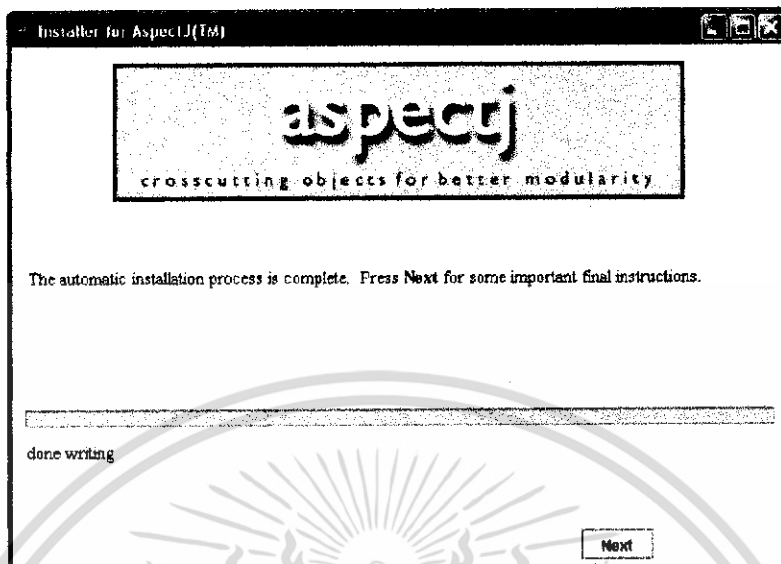 Installer for AspectJ(TM)
aspectj
crosscutting objects for better modularity
The automatic installation process is complete. Press Next for some important final instructions.
done writing
Next